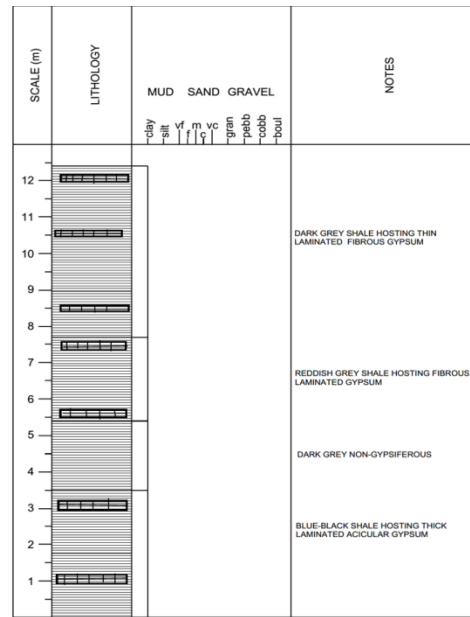 SCALE (m)
LITHOLOGY
MUD SAND GRAVEL
clay
silt
vf
f
m
c
vc
gran
pebb
cobb
boul
NOTES
12
11
10
9
8
7
6
5
4
3
2
1
DARK GREY SHALE HOSTING THIN
LAMINATED FIBROUS GYPSUM
REDDISH GREY SHALE HOSTING FIBROUS
LAMINATED GYPSUM
DARK GREY NON-GYPSIFEROUS
BLUE-BLACK SHALE HOSTING THICK
LAMINATED ACICULAR GYPSUM